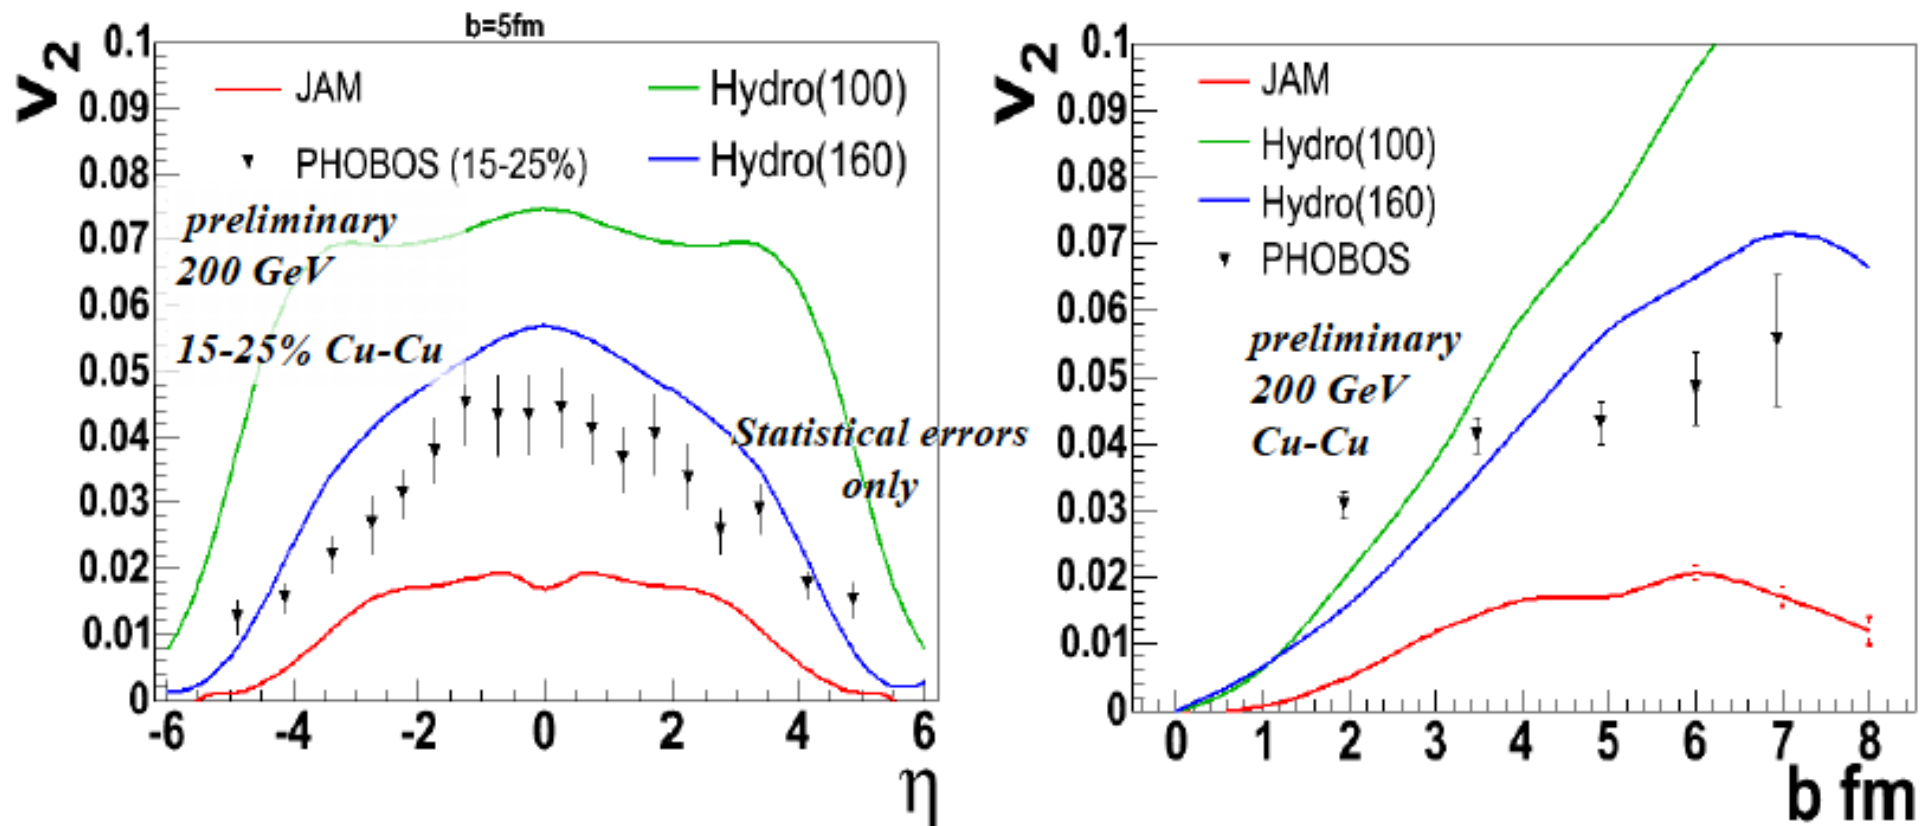 b=5fm
v2
0.1
0.09
0.08
0.07
0.06
0.05
0.04
0.03
0.02
0.01
0
JAM
PHOBOS (15-25%)
Hydro(100)
Hydro(160)
preliminary
200 GeV
15-25% Cu-Cu
Statistical errors
only
-6 -4 -2 0 2 4 6
η
v2
0.1
0.09
0.08
0.07
0.06
0.05
0.04
0.03
0.02
0.01
0
JAM
Hydro(100)
Hydro(160)
PHOBOS
preliminary
200 GeV
Cu-Cu
0 1 2 3 4 5 6 7 8
b fm